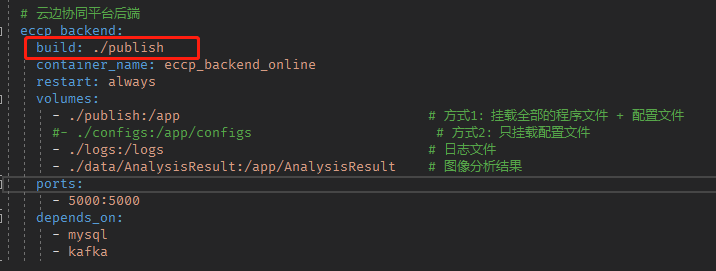 # 云边协同平台后端
eccp_backend:
build: ./publish
container_name: eccp_backend_online
restart: always
volumes:
- ./publish:/app # 方式1: 挂载全部的程序文件 + 配置文件
#- ./configs:/app/configs # 方式2: 只挂载配置文件
- ./logs:/logs # 日志文件
- ./data/AnalysisResult:/app/AnalysisResult # 图像分析结果
ports:
- 5000:5000
depends_on:
- mysql
- kafka